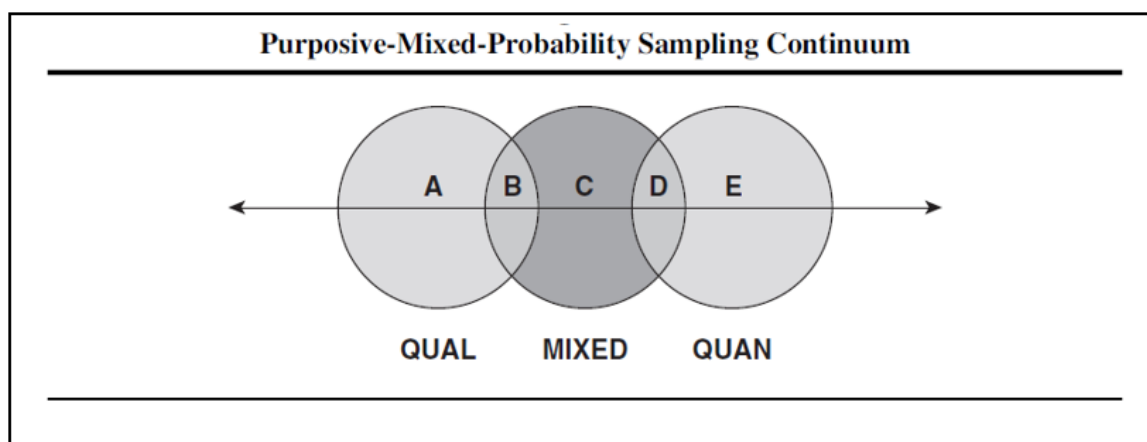 Purposive-Mixed-Probability Sampling Continuum
A B C D E
QUAL MIXED QUAN